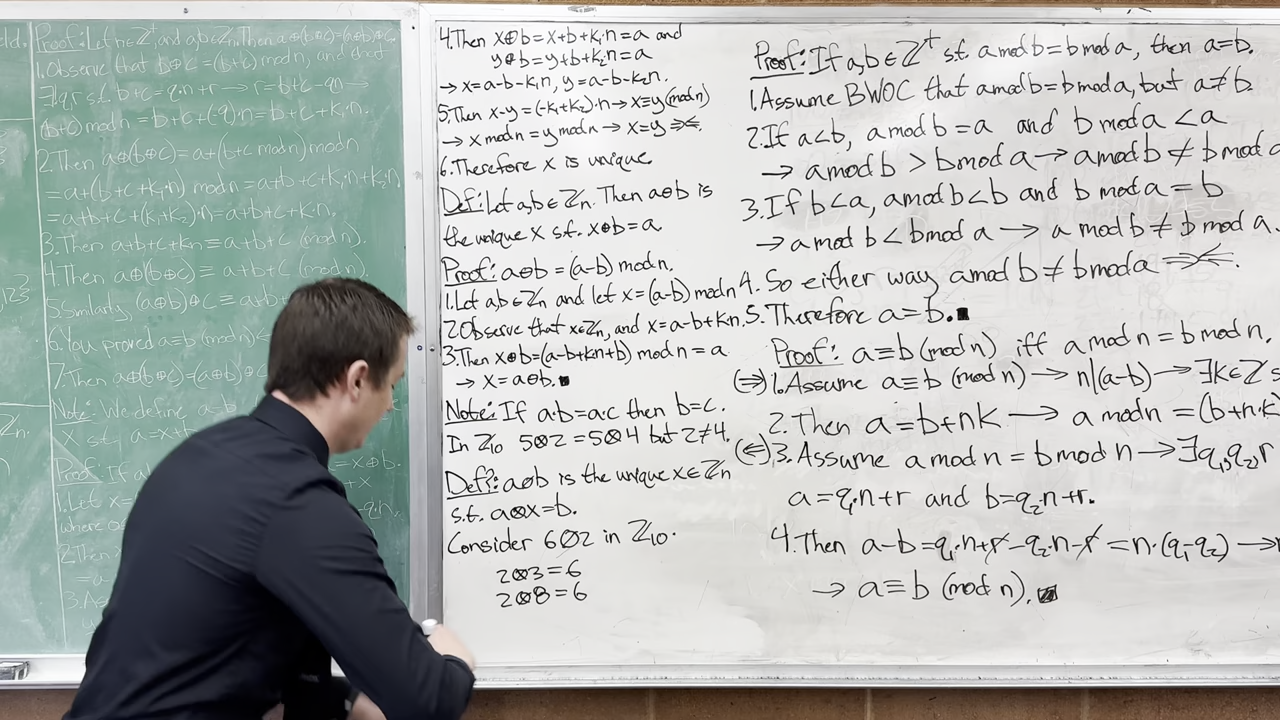 Proof: Let n∈Z⁺ and a,b∈Zₙ. Then a⊕(b⊕c)=(a⊕b)⊕c.
1. Observe that b⊕c=(b+c) mod n, and that
∃q,r s.t. b+c=q·n+r → r=b+c-qn →
(b+c) mod n=b+c+(-q)n=b+c+k₁n.
2. Then a⊕(b⊕c)=a+(b+c mod n) mod n
=a+(b+c+k₁n) mod n=a+b+c+k₁n+k₂n
=a+b+c+(k₁+k₂)·n=a+b+c+kn.
3. Then a+b+c+kn≡a+b+c (mod n).
4. Then a⊕(b⊕c)≡a+b+c (mod n).
5. Similarly, (a⊕b)⊕c≡a+b+
6. You proved a≡b (mod n)
7. Then a⊕(b⊕c)=(a⊕b)⊕c
Note: We define a-b
x s.t. a=x+
=x⊕b.
Proof: If a
+x
1. Let x=
2. Then
=a
Zn.
4. Then x⊕b=x+b+k₁n=a and
y⊕b=y+b+k₂n=a
→ x=a-b-k₁n, y=a-b-k₂n.
5. Then x-y=(-k₁+k₂)·n→x≡y(mod n)
→ x mod n=y mod n → x=y ⇒⇐.
6. Therefore x is unique
Def: Let a,b∈Zₙ. Then a⊖b is
the unique x s.t. x⊕b=a
Proof: a⊖b=(a-b) mod n.
1. Let a,b∈Zₙ and let x=(a-b) mod n
2. Observe that x∈Zₙ, and x=a-b+kn.
3. Then x⊕b=(a-b+kn+b) mod n=a
→ x=a⊖b.■
Note: If a·b=a·c then b=c.
In Z₁₀ 5⊗2=5⊗4 but 2≠4.
Def?: a⊘b is the unique x∈Zₙ
s.t. a⊗x=b.
Consider 6⊘2 in Z₁₀.
2⊗3=6
2⊗8=6
Proof: If a,b∈Z⁺ s.t. a mod b=b mod a, then a=b.
1. Assume BWOC that a mod b=b mod a, but a≠b.
2. If a<b, a mod b=a and b mod a<a
→ a mod b > b mod a → a mod b ≠ b mod a
3. If b<a, a mod b<b and b mod a=b
→ a mod b < b mod a → a mod b ≠ b mod a.
4. So either way a mod b ≠ b mod a ⇒⇐.
5. Therefore a=b.■
Proof: a≡b (mod n) iff a mod n=b mod n.
(⇒) 1. Assume a≡b (mod n) → n|(a-b) → ∃k∈Z s
2. Then a=b+nk → a mod n=(b+n·k)
(⇐) 3. Assume a mod n=b mod n → ∃q₁,q₂,r
a=q₁n+r and b=q₂·n+r.
4. Then a-b=q₁·n+r-q₂·n-r=n·(q₁-q₂) →
→ a≡b (mod n).■